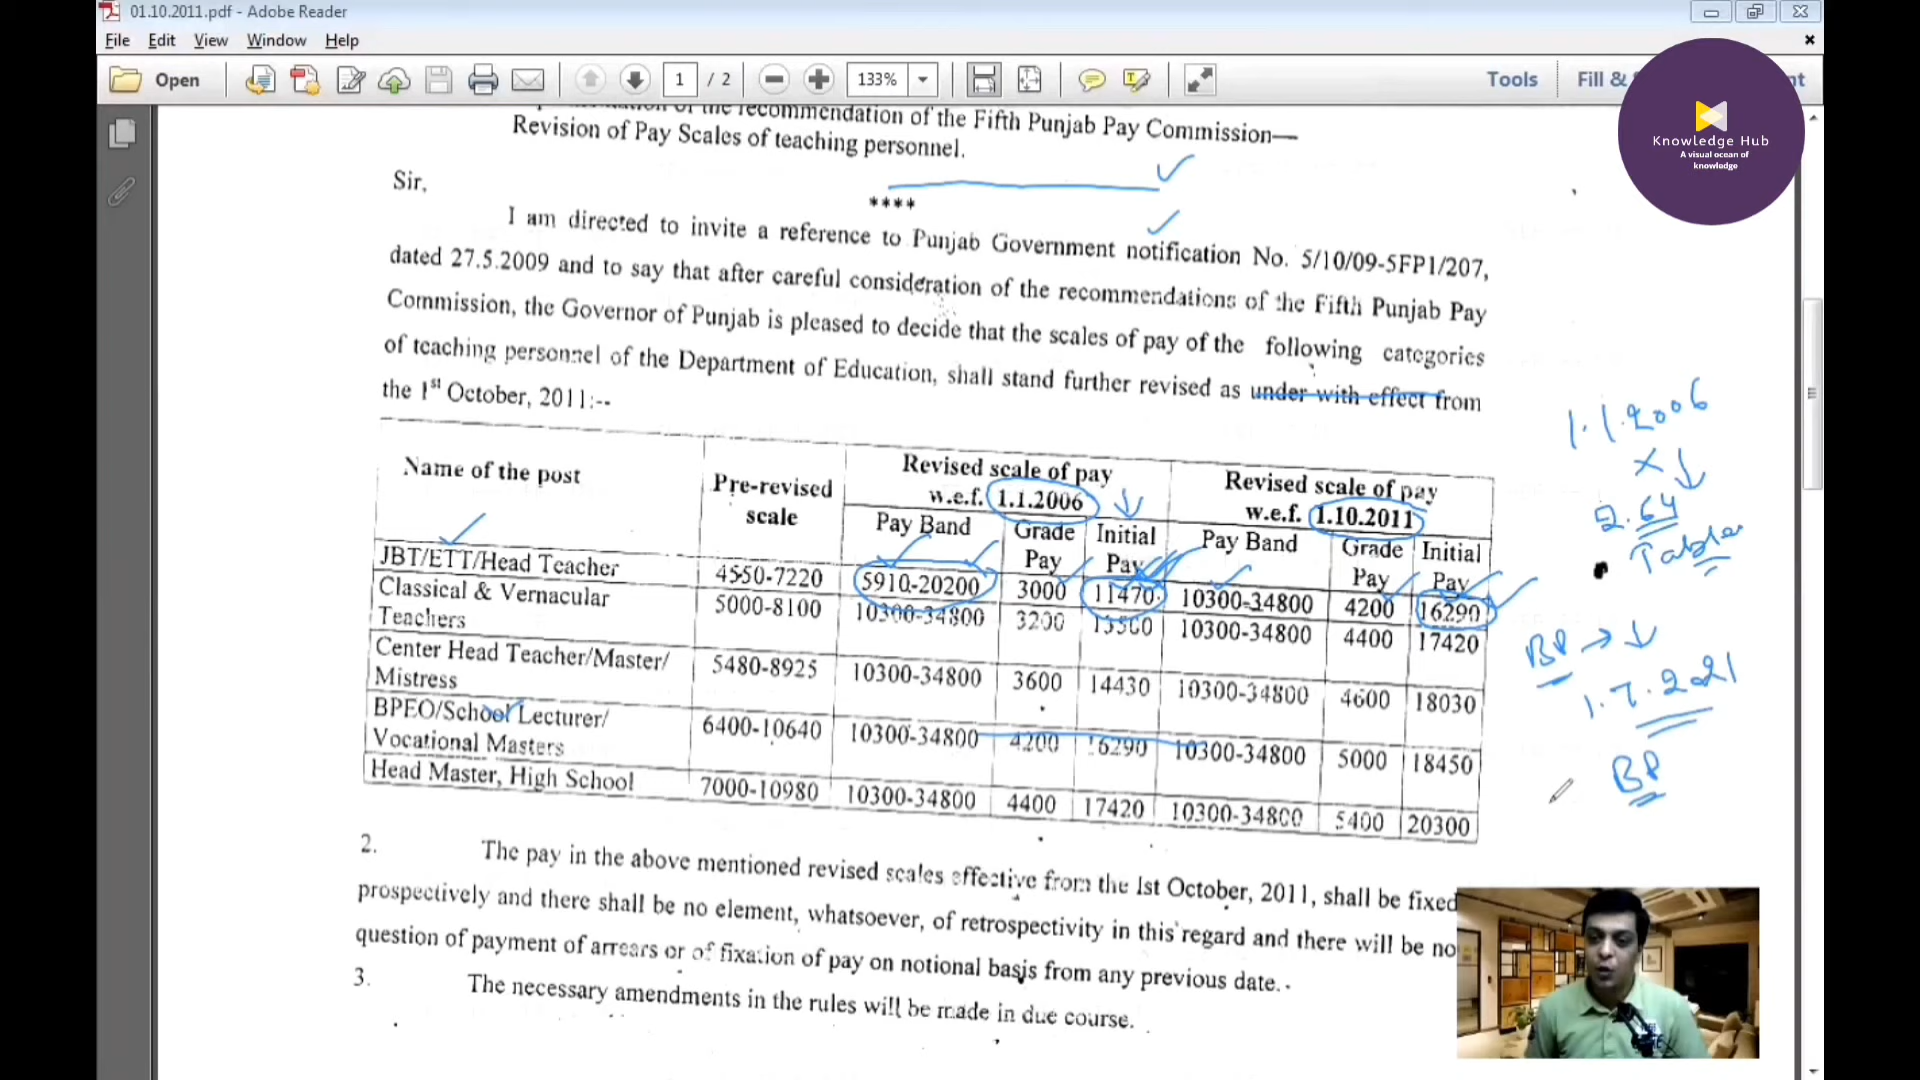 01.10.2011.pdf - Adobe Reader
File Edit View Window Help
Open 1 / 2 133% Tools Fill &
Knowledge Hub
A visual ocean of
knowledge
of the recommendation of the Fifth Punjab Pay Commission—
Revision of Pay Scales of teaching personnel.
Sir,
****
I am directed to invite a reference to Punjab Government notification No. 5/10/09-5FP1/207,
dated 27.5.2009 and to say that after careful consideration of the recommendations of the Fifth Punjab Pay
Commission, the Governor of Punjab is pleased to decide that the scales of pay of the following categories
of teaching personnel of the Department of Education, shall stand further revised as under with effect from
the 1st October, 2011:--
Name of the post Pre-revised scale Revised scale of pay w.e.f. 1.1.2006 Revised scale of pay w.e.f. 1.10.2011
Pay Band Grade Pay Initial Pay Pay Band Grade Pay Initial Pay
JBT/ETT/Head Teacher 4550-7220 5910-20200 3000 11470 10300-34800 4200 16290
Classical & Vernacular Teachers 5000-8100 10300-34800 3200 10300-34800 4400 17420
Center Head Teacher/Master/ Mistress 5480-8925 10300-34800 3600 14430 10300-34800 4600 18030
BPEO/School Lecturer/ Vocational Masters 6400-10640 10300-34800 4200 16290 10300-34800 5000 18450
Head Master, High School 7000-10980 10300-34800 4400 17420 10300-34800 5400 20300
2. The pay in the above mentioned revised scales effective from the 1st October, 2011, shall be fixed
prospectively and there shall be no element, whatsoever, of retrospectivity in this regard and there will be no
question of payment of arrears or of fixation of pay on notional basis from any previous date.
3. The necessary amendments in the rules will be made in due course.
1.1.2006
2.64
Tables
BP →
1.7.2021
BP